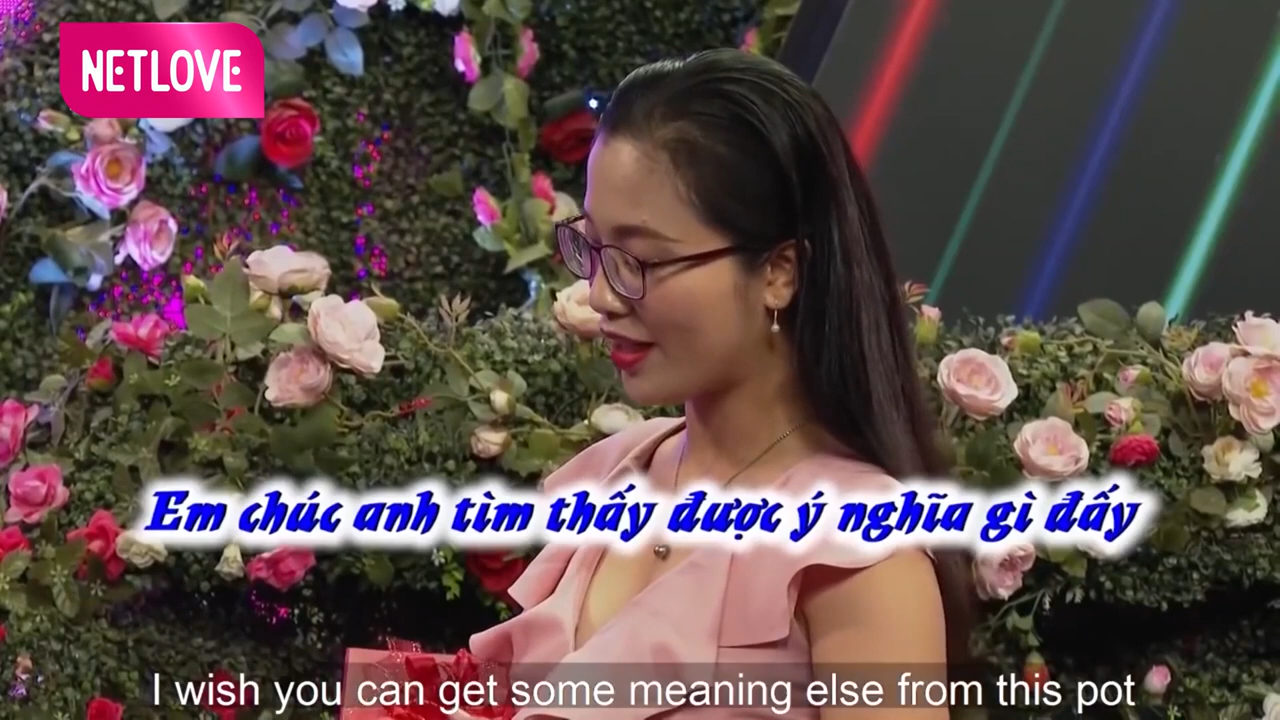 NETLOVE
Em chúc anh tìm thấy được ý nghĩa gì đấy
I wish you can get some meaning else from this pot